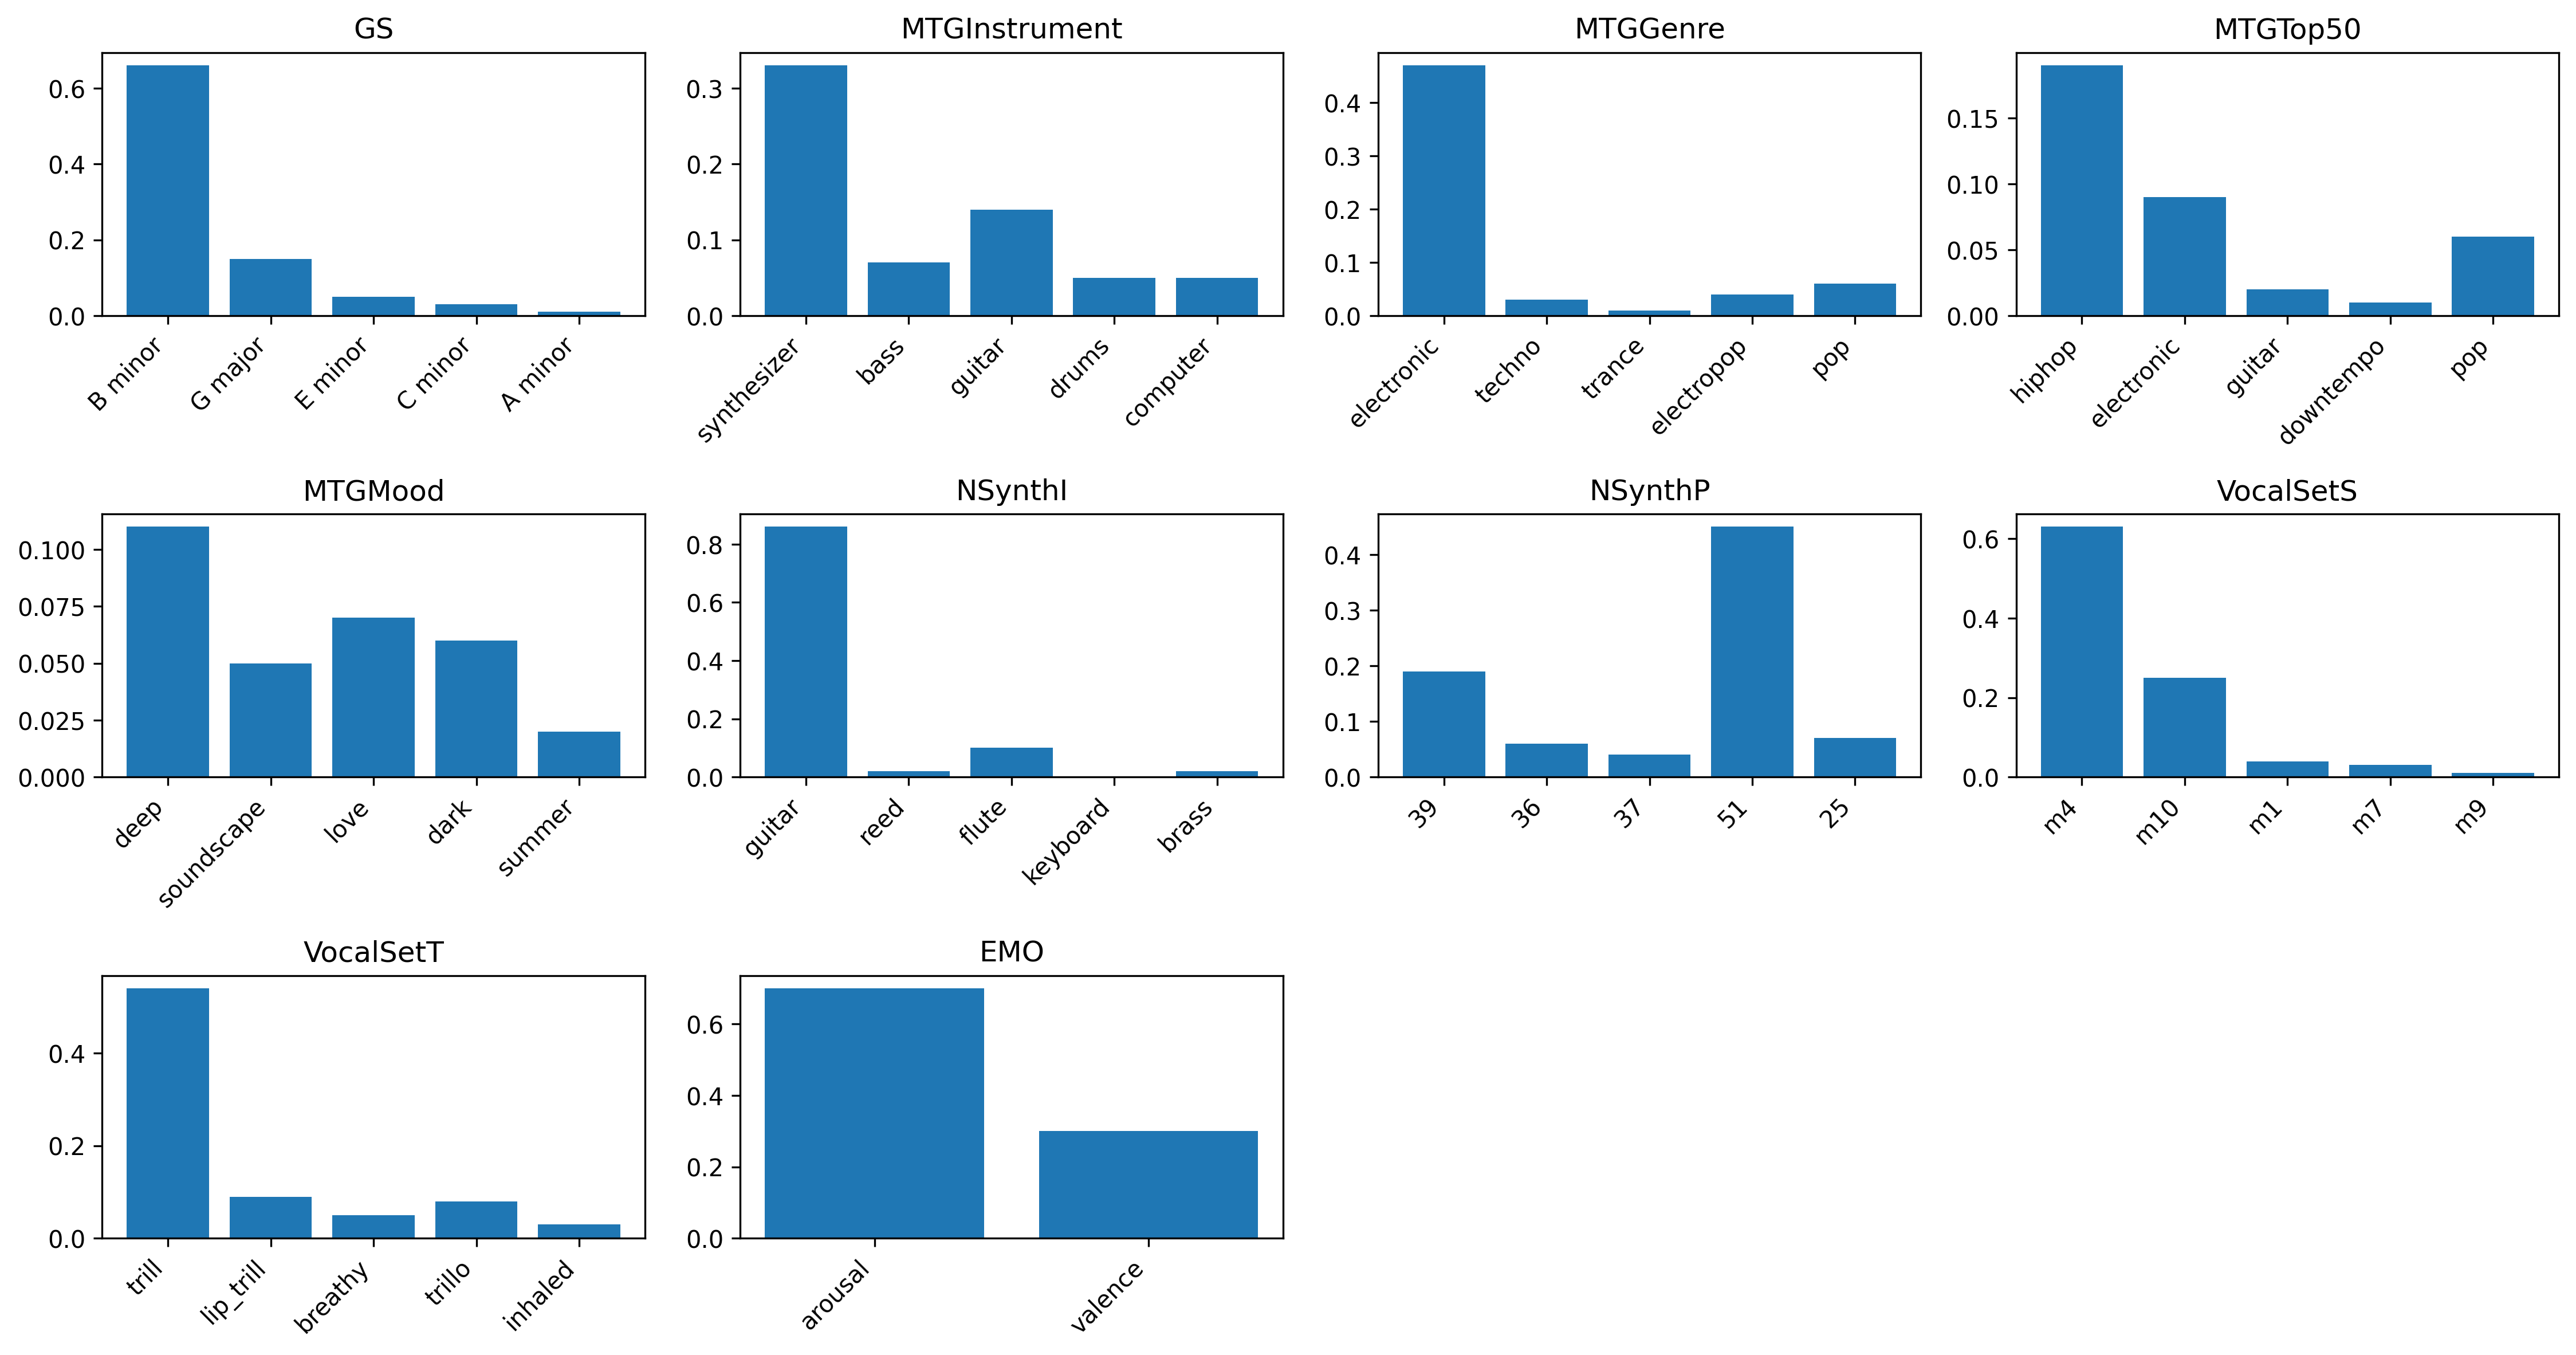 GS
0.6
0.4
0.2
0.0
B minor
G major
E minor
C minor
A minor
MTGInstrument
0.3
0.2
0.1
0.0
synthesizer
bass
guitar
drums
computer
MTGGenre
0.4
0.3
0.2
0.1
0.0
electronic
techno
trance
electropop
pop
MTGTop50
0.15
0.10
0.05
0.00
hiphop
electronic
guitar
downtempo
pop
MTGMood
0.100
0.075
0.050
0.025
0.000
deep
soundscape
love
dark
summer
NSynthI
0.8
0.6
0.4
0.2
0.0
guitar
reed
flute
keyboard
brass
NSynthP
0.4
0.3
0.2
0.1
0.0
39
36
37
51
25
VocalSetS
0.6
0.4
0.2
0.0
m4
m10
m1
m7
m9
VocalSetT
0.4
0.2
0.0
trill
lip_trill
breathy
trillo
inhaled
EMO
0.6
0.4
0.2
0.0
arousal
valence